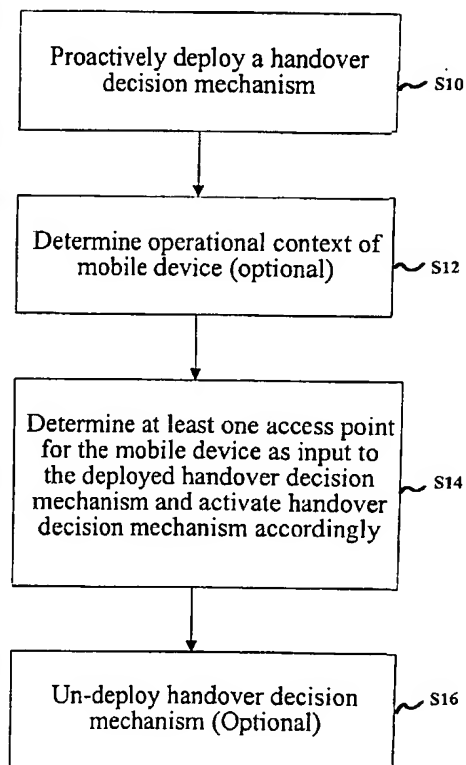 Proactively deploy a handover
decision mechanism
S10
Determine operational context of
mobile device (optional)
S12
Determine at least one access point
for the mobile device as input to
the deployed handover decision
mechanism and activate handover
decision mechanism accordingly
S14
Un-deploy handover decision
mechanism (Optional)
S16